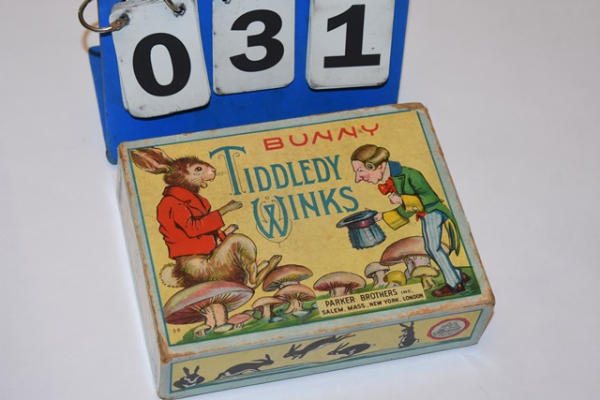 031
BUNNY
TIDDLEDY
WINKS
PARKER BROTHERS INC.
SALEM, MASS. NEW YORK, LONDON